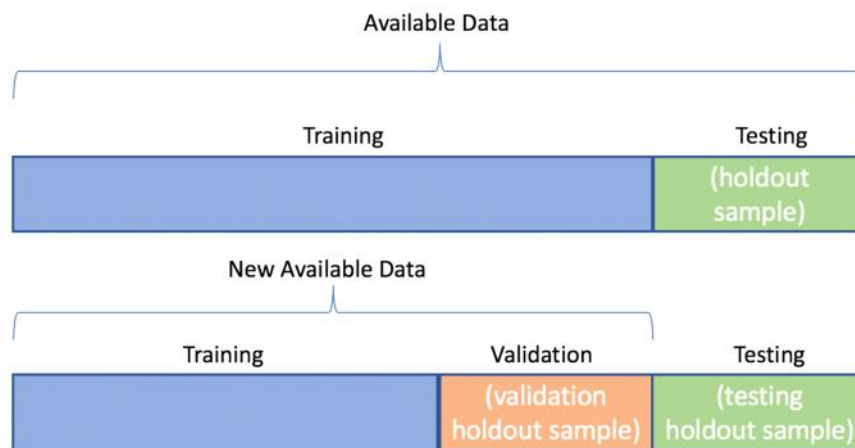 Available Data
Training Testing
(holdout
sample)
New Available Data
Training Validation Testing
(validation (testing
holdout sample) holdout sample)